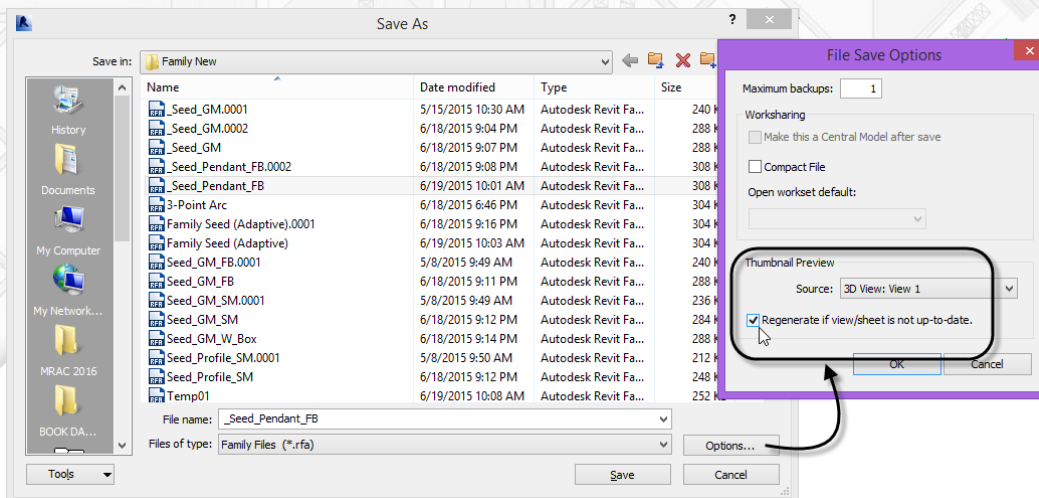 Save As
?
Save in: Family New
Name Date modified Type Size
_Seed_GM.0001 5/15/2015 10:30 AM Autodesk Revit Fa... 240
_Seed_GM.0002 6/18/2015 9:04 PM Autodesk Revit Fa... 288
_Seed_GM 6/18/2015 9:07 PM Autodesk Revit Fa... 288
_Seed_Pendant_FB.0002 6/18/2015 9:08 PM Autodesk Revit Fa... 308
_Seed_Pendant_FB 6/19/2015 10:01 AM Autodesk Revit Fa... 308
3-Point Arc 6/18/2015 6:46 PM Autodesk Revit Fa... 304
Family Seed (Adaptive).0001 6/18/2015 9:16 PM Autodesk Revit Fa... 304
Family Seed (Adaptive) 6/19/2015 10:03 AM Autodesk Revit Fa... 304
Seed_GM_FB.0001 5/8/2015 9:49 AM Autodesk Revit Fa... 240
Seed_GM_FB 6/18/2015 9:11 PM Autodesk Revit Fa... 288
Seed_GM_SM.0001 5/8/2015 9:49 AM Autodesk Revit Fa... 236
Seed_GM_SM 6/18/2015 9:12 PM Autodesk Revit Fa... 284
Seed_GM_W_Box 6/18/2015 9:14 PM Autodesk Revit Fa... 288
Seed_Profile_SM.0001 5/8/2015 9:50 AM Autodesk Revit Fa... 212
Seed_Profile_SM 6/18/2015 9:12 PM Autodesk Revit Fa... 248
Temp01 6/19/2015 10:08 AM Autodesk Revit Fa... 252
History
Documents
My Computer
My Network...
MRAC 2016
BOOK DA...
File name: _Seed_Pendant_FB
Files of type: Family Files (*.rfa)
Options...
Tools
Save
Cancel
File Save Options
Maximum backups: 1
Worksharing
Make this a Central Model after save
Compact File
Open workset default:
Thumbnail Preview
Source: 3D View: View 1
Regenerate if view/sheet is not up-to-date.
OK
Cancel